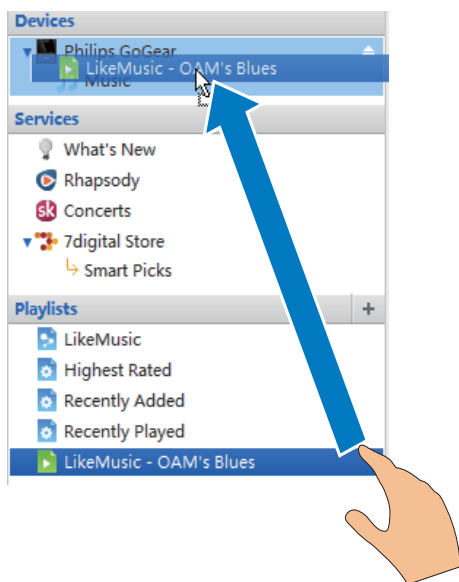 Devices
Philips GoGear
LikeMusic - OAM's Blues
Music
Services
What's New
Rhapsody
sk Concerts
7digital Store
Smart Picks
Playlists +
LikeMusic
Highest Rated
Recently Added
Recently Played
LikeMusic - OAM's Blues